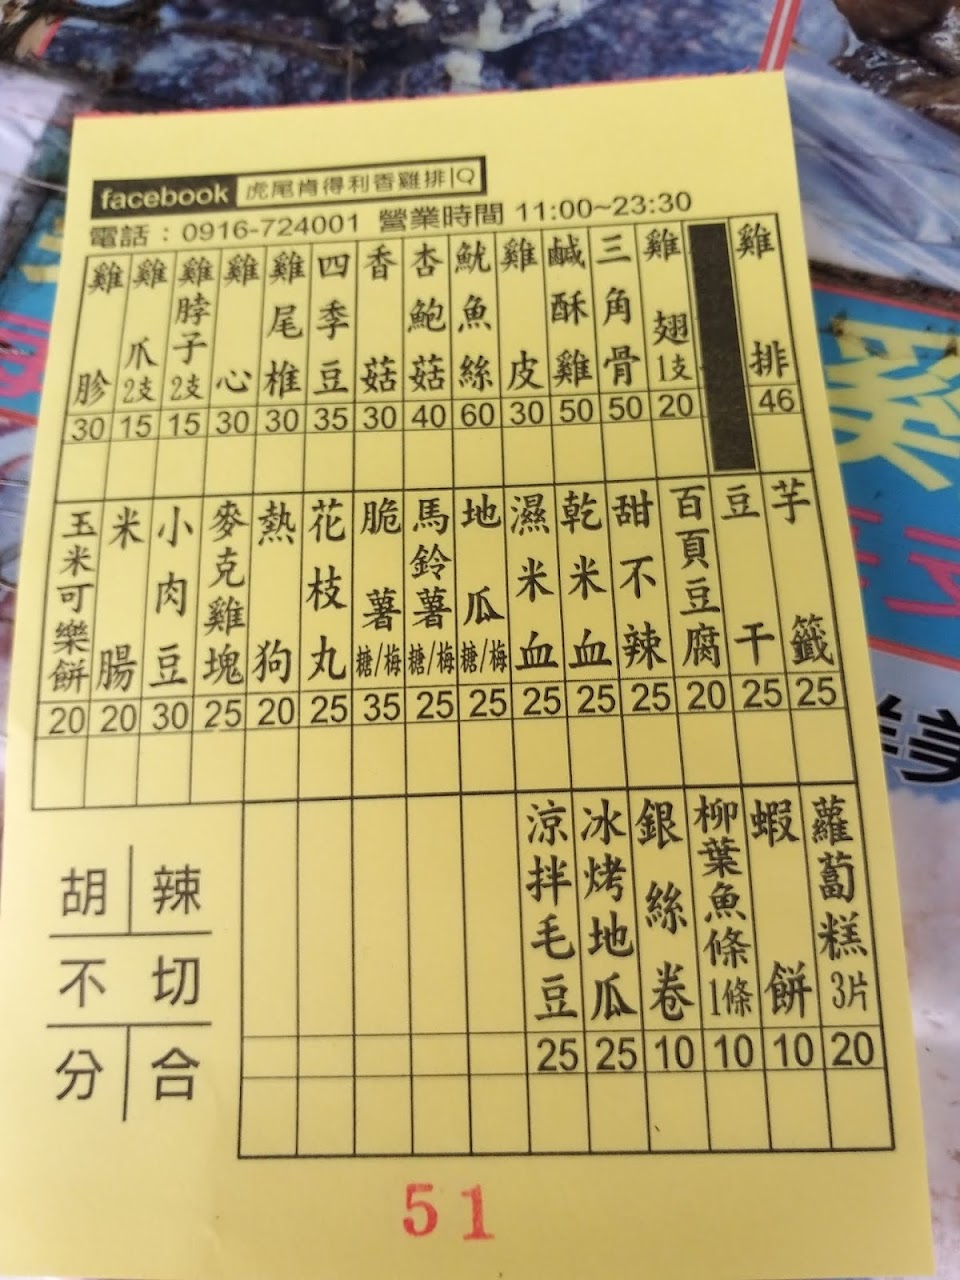 facebook 虎尾肯得利香雞排
電話：0916-724001 營業時間 11:00~23:30
雞排 46
雞翅1支 20
三角骨 50
鹹酥雞 50
雞皮 30
魷魚絲 60
杏鮑菇 40
香菇 30
四季豆 35
雞尾椎 30
雞心 30
雞脖子2支 15
雞爪2支 15
雞胗 30
芋籤 25
豆干 25
百頁豆腐 20
甜不辣 25
乾米血 25
濕米血 25
地瓜糖/梅 25
馬鈴薯糖/梅 25
脆薯糖/梅 35
花枝丸 25
熱狗 20
麥克雞塊 25
小肉豆 30
米腸 20
玉米可樂餅 20
蘿蔔糕3片 20
蝦餅 10
柳葉魚條1條 10
銀絲卷 10
冰烤地瓜 25
涼拌毛豆 25
胡 辣
不 切
分 合
51